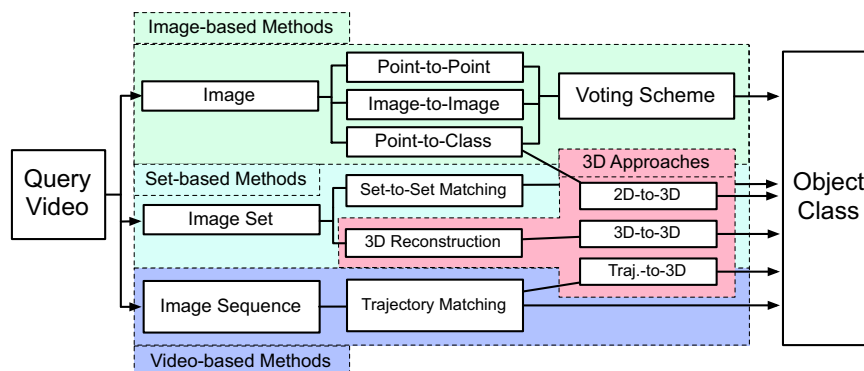 Image-based Methods
Point-to-Point
Image
Image-to-Image
Voting Scheme
Point-to-Class
3D Approaches
Query
Video
Set-based Methods
Set-to-Set Matching
2D-to-3D
Object
Class
Image Set
3D Reconstruction
3D-to-3D
Traj.-to-3D
Image Sequence
Trajectory Matching
Video-based Methods